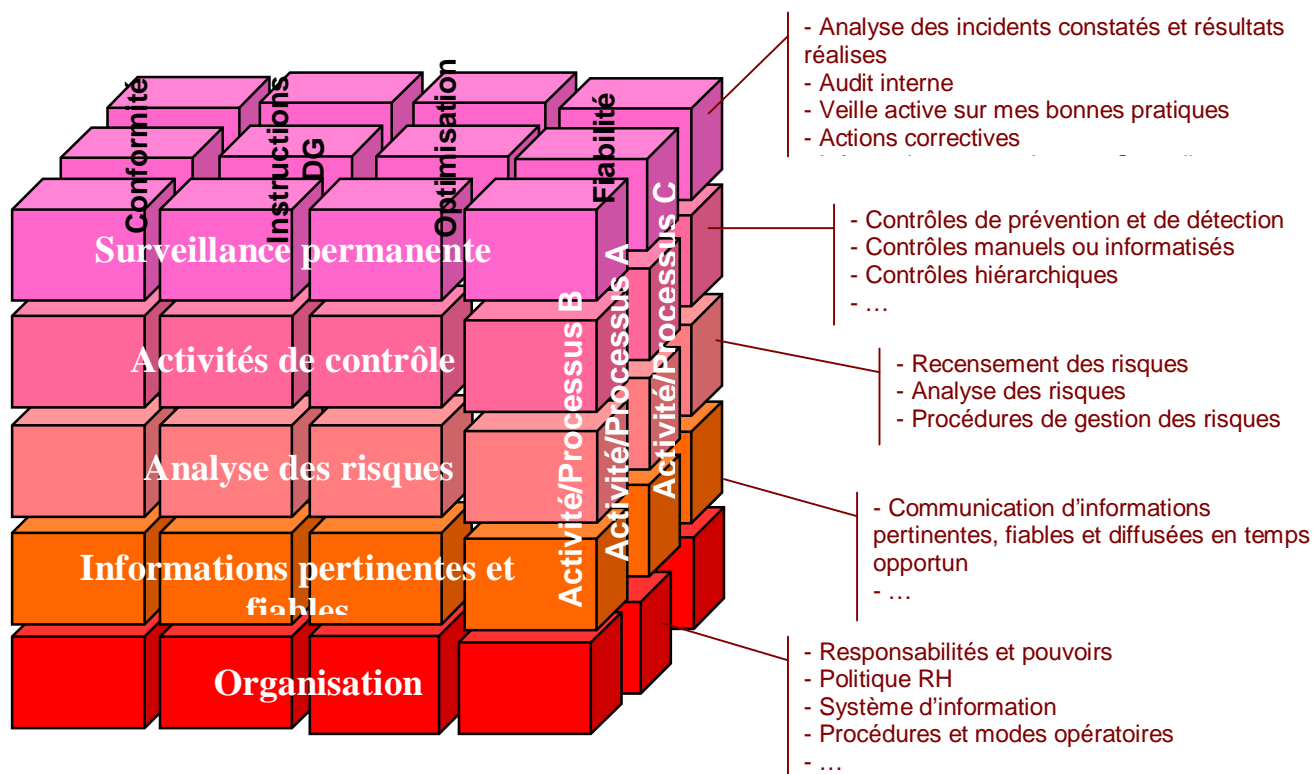 - Analyse des incidents constatés et résultats
réalises
- Audit interne
- Veille active sur mes bonnes pratiques
- Actions correctives
Conformité
Instructions
DG
Optimisation
Fiabilité
Surveillance permanente
Activités de contrôle
Analyse des risques
Informations pertinentes et
fiables
Organisation
Activité/Processus B
Activité/Processus A
Activité/Processus C
- Contrôles de prévention et de détection
- Contrôles manuels ou informatisés
- Contrôles hiérarchiques
- …
- Recensement des risques
- Analyse des risques
- Procédures de gestion des risques
- Communication d’informations
pertinentes, fiables et diffusées en temps
opportun
- …
- Responsabilités et pouvoirs
- Politique RH
- Système d’information
- Procédures et modes opératoires
- …